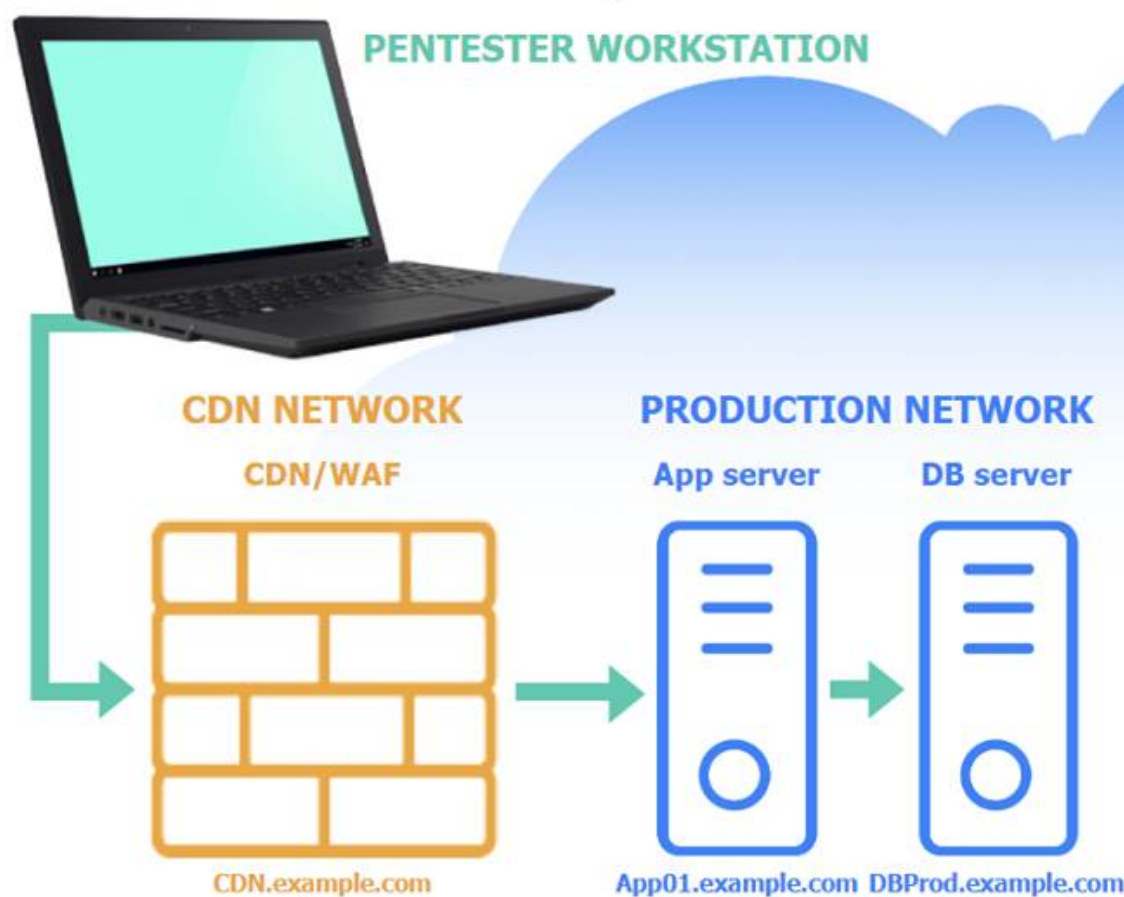 PENTESTER WORKSTATION
CDN NETWORK
PRODUCTION NETWORK
CDN/WAF
App server
DB server
CDN.example.com
App01.example.com
DBProd.example.com